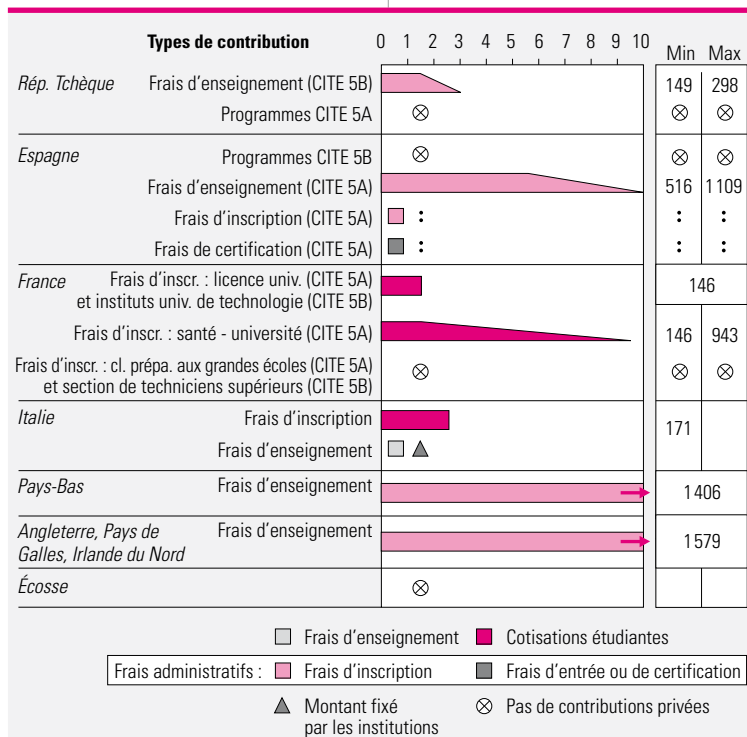 Types de contribution 0 1 2 3 4 5 6 7 8 9 10 Min Max
Rép. Tchèque Frais d'enseignement (CITE 5B) 149 298
Programmes CITE 5A ⊗ ⊗ ⊗
Espagne Programmes CITE 5B ⊗ ⊗ ⊗
Frais d'enseignement (CITE 5A) 516 1109
Frais d'inscription (CITE 5A) : : :
Frais de certification (CITE 5A) : : :
France Frais d'inscr. : licence univ. (CITE 5A)
et instituts univ. de technologie (CITE 5B) 146
Frais d'inscr. : santé - université (CITE 5A) 146 943
Frais d'inscr. : cl. prépa. aux grandes écoles (CITE 5A)
et section de techniciens supérieurs (CITE 5B) ⊗ ⊗ ⊗
Italie Frais d'inscription 171
Frais d'enseignement
Pays-Bas Frais d'enseignement 1406
Angleterre, Pays de Frais d'enseignement 1579
Galles, Irlande du Nord
Écosse ⊗
Frais d'enseignement Cotisations étudiantes
Frais administratifs : Frais d'inscription Frais d'entrée ou de certification
Montant fixé ⊗ Pas de contributions privées
par les institutions